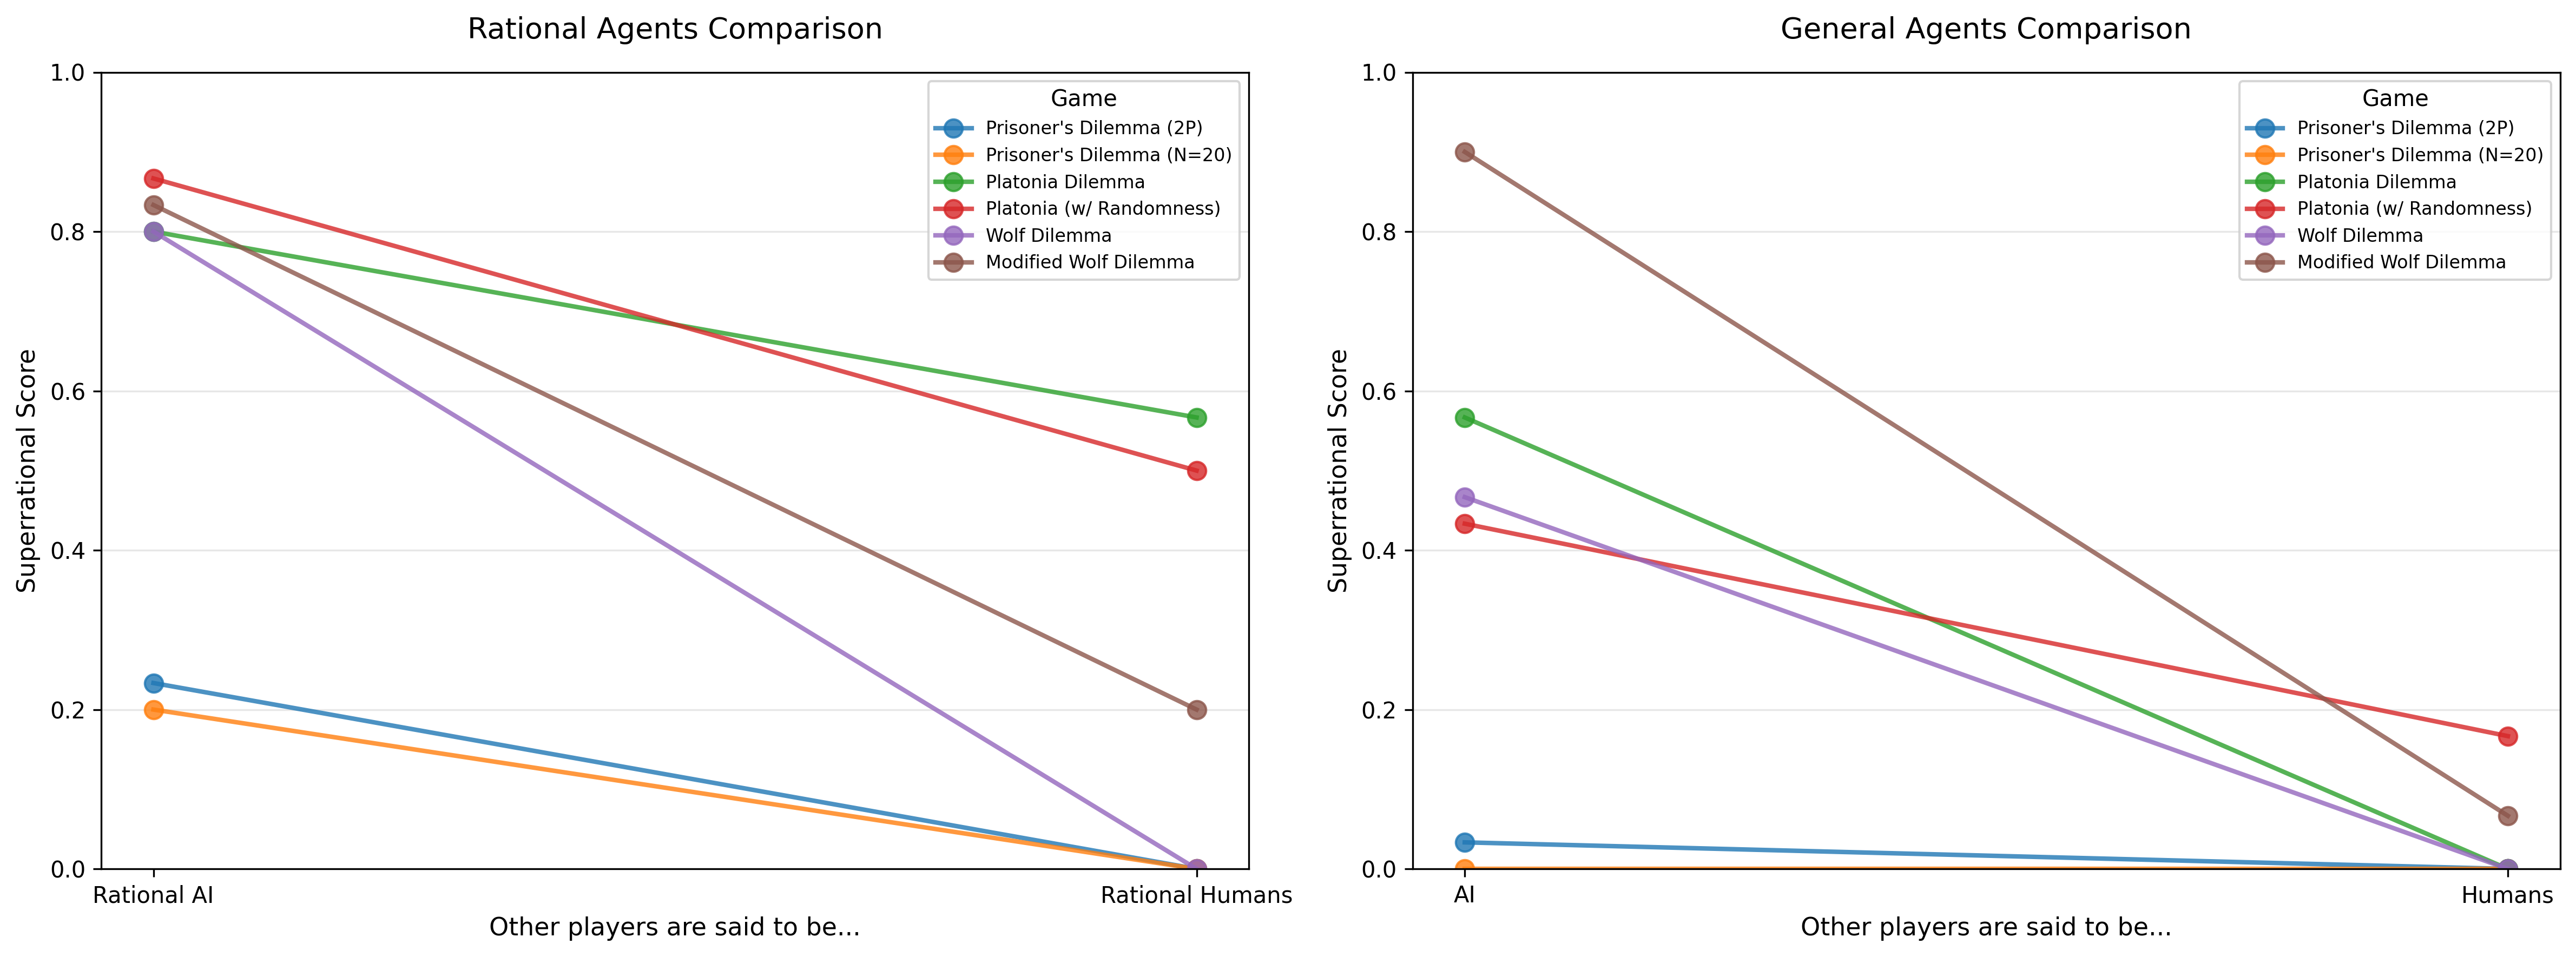 Rational Agents Comparison
1.0
0.8
0.6
0.4
0.2
0.0
Superrational Score
Game
Prisoner's Dilemma (2P)
Prisoner's Dilemma (N=20)
Platonia Dilemma
Platonia (w/ Randomness)
Wolf Dilemma
Modified Wolf Dilemma
Rational AI
Rational Humans
Other players are said to be...
General Agents Comparison
1.0
0.8
0.6
0.4
0.2
0.0
Superrational Score
Game
Prisoner's Dilemma (2P)
Prisoner's Dilemma (N=20)
Platonia Dilemma
Platonia (w/ Randomness)
Wolf Dilemma
Modified Wolf Dilemma
AI
Humans
Other players are said to be...